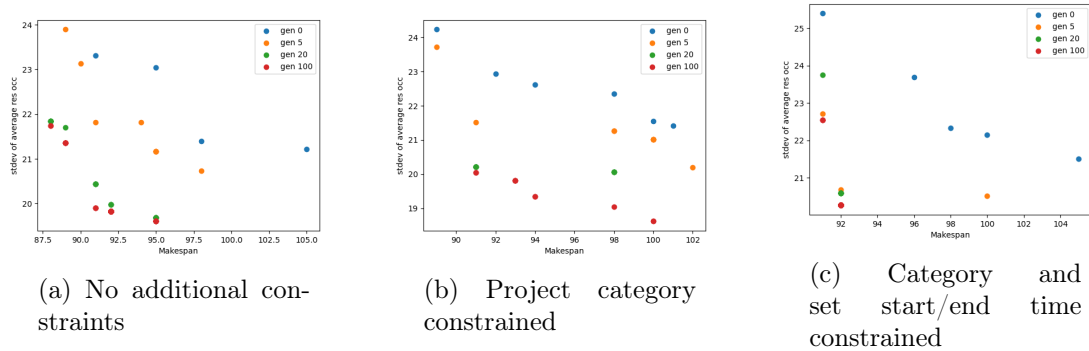 24
23
22
21
20
stdev of average res occ
87.5 90.0 92.5 95.0 97.5 100.0 102.5 105.0
Makespan
gen 0
gen 5
gen 20
gen 100
(a) No additional con-
straints
24
23
22
21
20
19
stdev of average res occ
90 92 94 96 98 100 102
Makespan
gen 0
gen 5
gen 20
gen 100
(b) Project category
constrained
25
24
23
22
21
stdev of average res occ
92 94 96 98 100 102 104
Makespan
gen 0
gen 5
gen 20
gen 100
(c) Category and
set start/end time
constrained